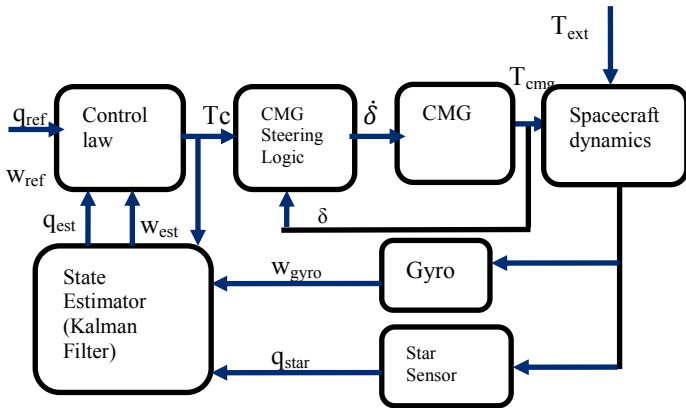 T_ext
T_cmg
q_ref
w_ref
Control
law
Tc
CMG
Steering
Logic
δ̇
CMG
Spacecraft
dynamics
q_est
w_est
δ
State
Estimator
(Kalman
Filter)
w_gyro
Gyro
q_star
Star
Sensor